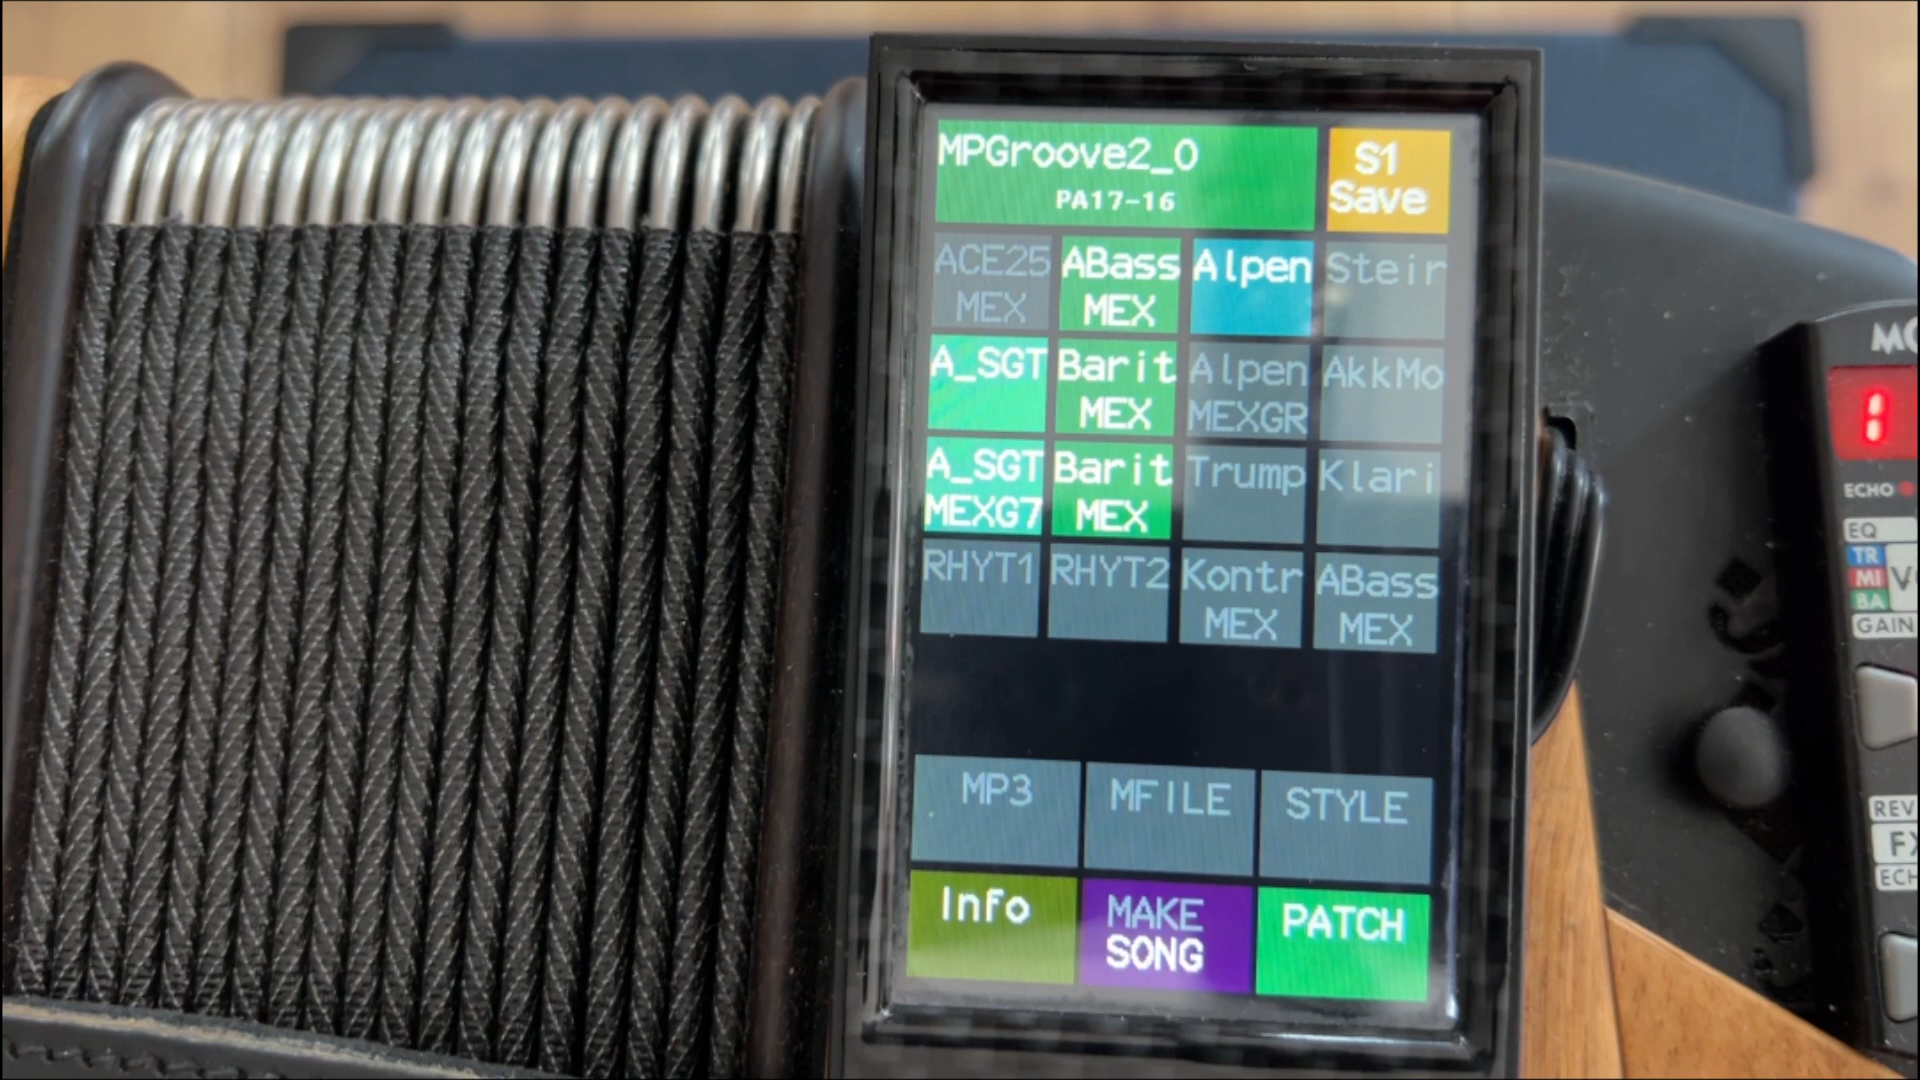 MPGroove2_0
PA17-16
S1
Save
ACE25
MEX
ABass
MEX
Alpen
Steir
A_SGT
Barit
MEX
Alpen
MEXGR
AkkMo
A_SGT
MEXG7
Barit
MEX
Trump
Klari
RHYT1
RHYT2
Kontr
MEX
ABass
MEX
MP3
MFILE
STYLE
Info
MAKE
SONG
PATCH
1
ECHO
EQ
TR
MI
BA
GAIN